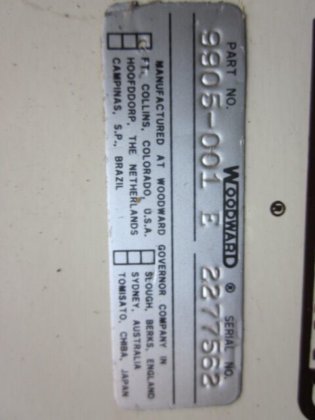 PART NO. WOODWARD ® SERIAL NO.
9905-001 E 2277562
MANUFACTURED AT WOODWARD GOVERNOR COMPANY IN
FT. COLLINS, COLORADO, U.S.A. SLOUGH, BERKS, ENGLAND
HOOFDDORP, THE NETHERLANDS SYDNEY, AUSTRALIA
CAMPINAS, S.P., BRAZIL TOMISATO, CHIBA, JAPAN
®